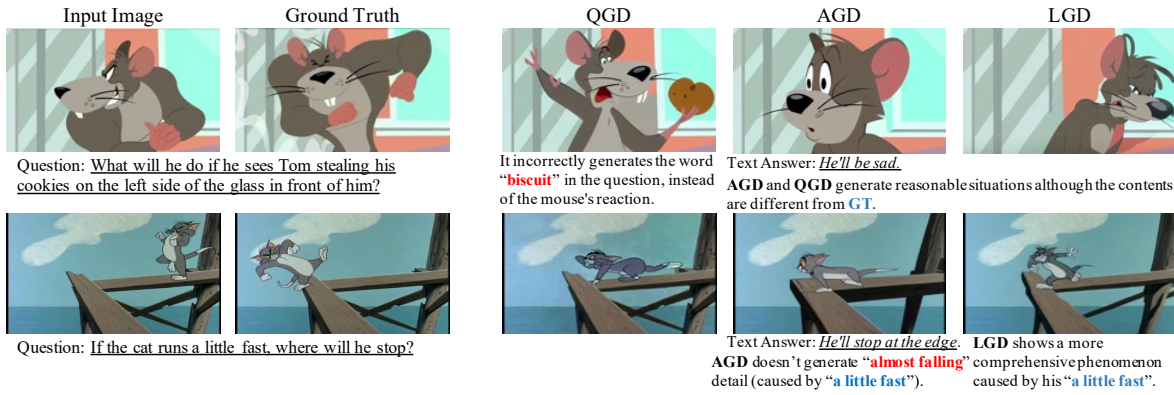 Input Image
Ground Truth
QGD
AGD
LGD
Question: What will he do if he sees Tom stealing his
cookies on the left side of the glass in front of him?
It incorrectly generates the word
“biscuit” in the question, instead
of the mouse's reaction.
Text Answer: He'll be sad.
AGD and QGD generate reasonable situations although the contents
are different from GT.
Question: If the cat runs a little fast, where will he stop?
Text Answer: He'll stop at the edge.
AGD doesn’t generate “almost falling”
detail (caused by “a little fast”).
LGD shows a more
comprehensive phenomenon
caused by his “a little fast”.